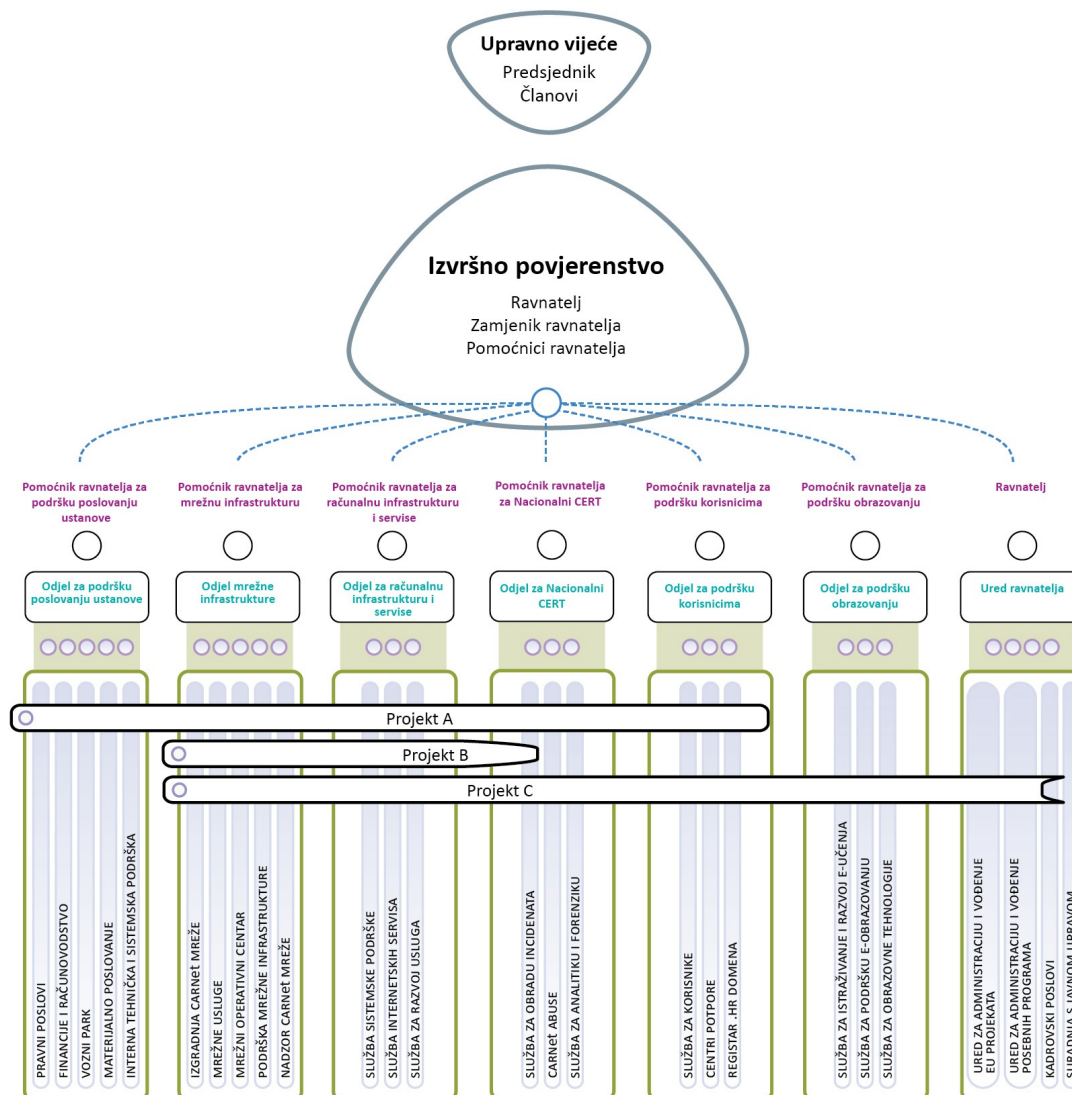 Upravno vijeće
Predsjednik
Članovi
Izvršno povjerenstvo
Ravnatelj
Zamjenik ravnatelja
Pomoćnici ravnatelja
Pomoćnik ravnatelja za
podršku poslovanju
ustanove
Pomoćnik ravnatelja za
mrežnu infrastrukturu
Pomoćnik ravnatelja za
računalnu infrastrukturu
i servise
Pomoćnik ravnatelja
za Nacionalni CERT
Pomoćnik ravnatelja za
podršku korisnicima
Pomoćnik ravnatelja za
podršku obrazovanju
Ravnatelj
Odjel za podršku
poslovanju ustanove
Odjel mrežne
infrastrukture
Odjel za računalnu
infrastrukturu i
servise
Odjel za Nacionalni
CERT
Odjel za podršku
korisnicima
Odjel za podršku
obrazovanju
Ured ravnatelja
Projekt A
Projekt B
Projekt C
PRAVNI POSLOVI
FINANCIJE I RAČUNOVODSTVO
VOZNI PARK
MATERIJALNO POSLOVANJE
INTERNA TEHNIČKA I SISTEMSKA PODRŠKA
IZGRADNJA CARNet MREŽE
MREŽNE USLUGE
MREŽNI OPERATIVNI CENTAR
PODRŠKA MREŽNE INFRASTRUKTURE
NADZOR CARNet MREŽE
SLUŽBA SISTEMSKE PODRŠKE
SLUŽBA INTERNETSKIH SERVISA
SLUŽBA ZA RAZVOJ USLUGA
SLUŽBA ZA OBRADU INCIDENATA
CARNet ABUSE
SLUŽBA ZA ANALITIKU I FORENZIKU
SLUŽBA ZA KORISNIKE
CENTRI POTPORE
REGISTAR .HR DOMENA
SLUŽBA ZA ISTRAŽIVANJE I RAZVOJ E-UČENJA
SLUŽBA ZA PODRŠKU E-OBRAZOVANJU
SLUŽBA ZA OBRAZOVNE TEHNOLOGIJE
URED ZA ADMINISTRACIJU I VOĐENJE
EU PROJEKATA
URED ZA ADMINISTRACIJU I VOĐENJE
POSEBNIH PROGRAMA
KADROVSKI POSLOVI
SURADNJA S JAVNOM UPRAVOM